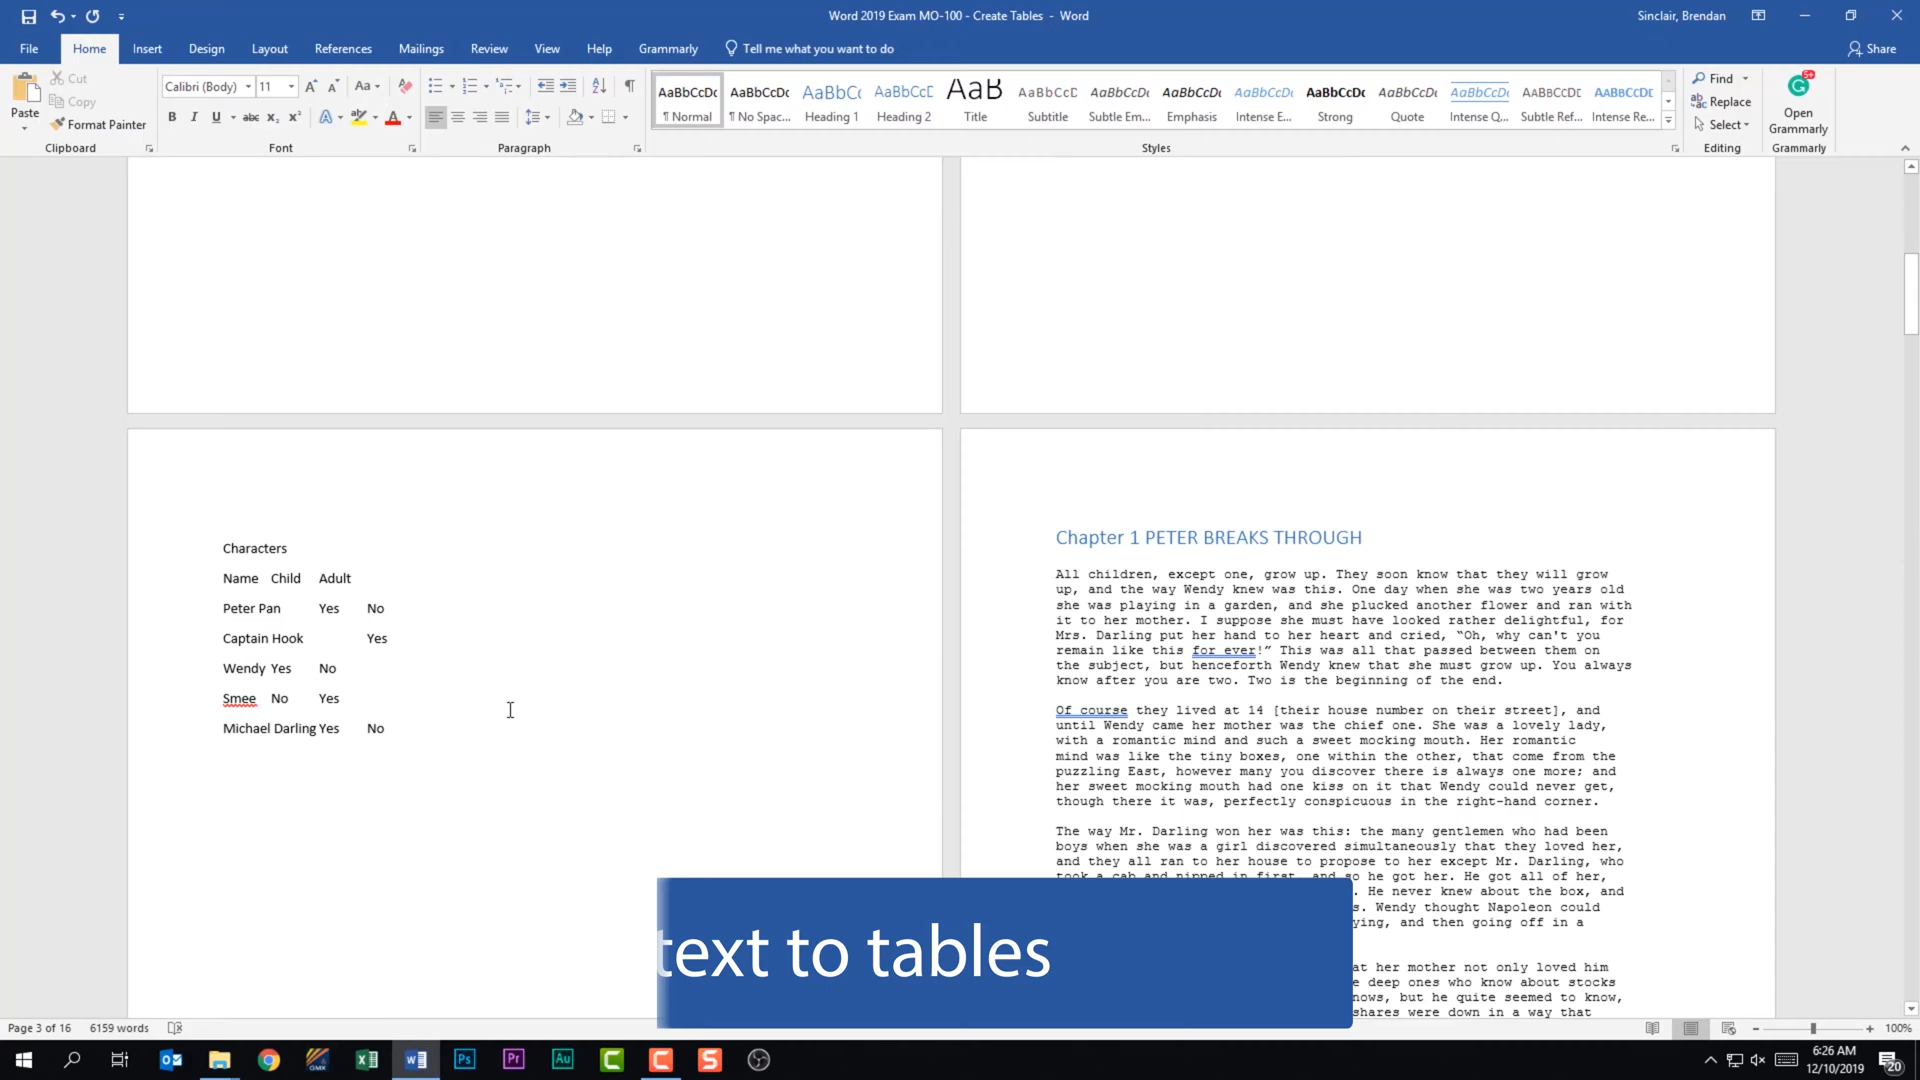 Word 2019 Exam MO-100 - Create Tables - Word
Sinclair, Brendan
File Home Insert Design Layout References Mailings Review View Help Grammarly Tell me what you want to do Share
Paste
Cut
Copy
Format Painter
Calibri (Body) 11
AaBbCcDc AaBbCcDc AaBbCc AaBbCcC AaB AaBbCcD AaBbCcDc AaBbCcDc AaBbCcDc AaBbCcDc AaBbCcDc AaBbCcDc AABBCCDC AABBCCDC
¶ Normal ¶ No Spac... Heading 1 Heading 2 Title Subtitle Subtle Em... Emphasis Intense E... Strong Quote Intense Q... Subtle Ref... Intense Re...
Find
Replace
Select
Open
Grammarly
Clipboard Font Paragraph Styles Editing Grammarly
Characters
Name Child Adult
Peter Pan Yes No
Captain Hook Yes
Wendy Yes No
Smee No Yes
Michael Darling Yes No
Chapter 1 PETER BREAKS THROUGH
All children, except one, grow up. They soon know that they will grow
up, and the way Wendy knew was this. One day when she was two years old
she was playing in a garden, and she plucked another flower and ran with
it to her mother. I suppose she must have looked rather delightful, for
Mrs. Darling put her hand to her heart and cried, “Oh, why can't you
remain like this for ever!” This was all that passed between them on
the subject, but henceforth Wendy knew that she must grow up. You always
know after you are two. Two is the beginning of the end.
Of course they lived at 14 [their house number on their street], and
until Wendy came her mother was the chief one. She was a lovely lady,
with a romantic mind and such a sweet mocking mouth. Her romantic
mind was like the tiny boxes, one within the other, that come from the
puzzling East, however many you discover there is always one more; and
her sweet mocking mouth had one kiss on it that Wendy could never get,
though there it was, perfectly conspicuous in the right-hand corner.
The way Mr. Darling won her was this: the many gentlemen who had been
boys when she was a girl discovered simultaneously that they loved her,
and they all ran to her house to propose to her except Mr. Darling, who
took a cab and nipped in first, and so he got her. He got all of her,
. He never knew about the box, and
s. Wendy thought Napoleon could
ying, and then going off in a
at her mother not only loved him
e deep ones who know about stocks
nows, but he quite seemed to know,
shares were down in a way that
text to tables
Page 3 of 16 6159 words
100%
6:26 AM
12/10/2019
20